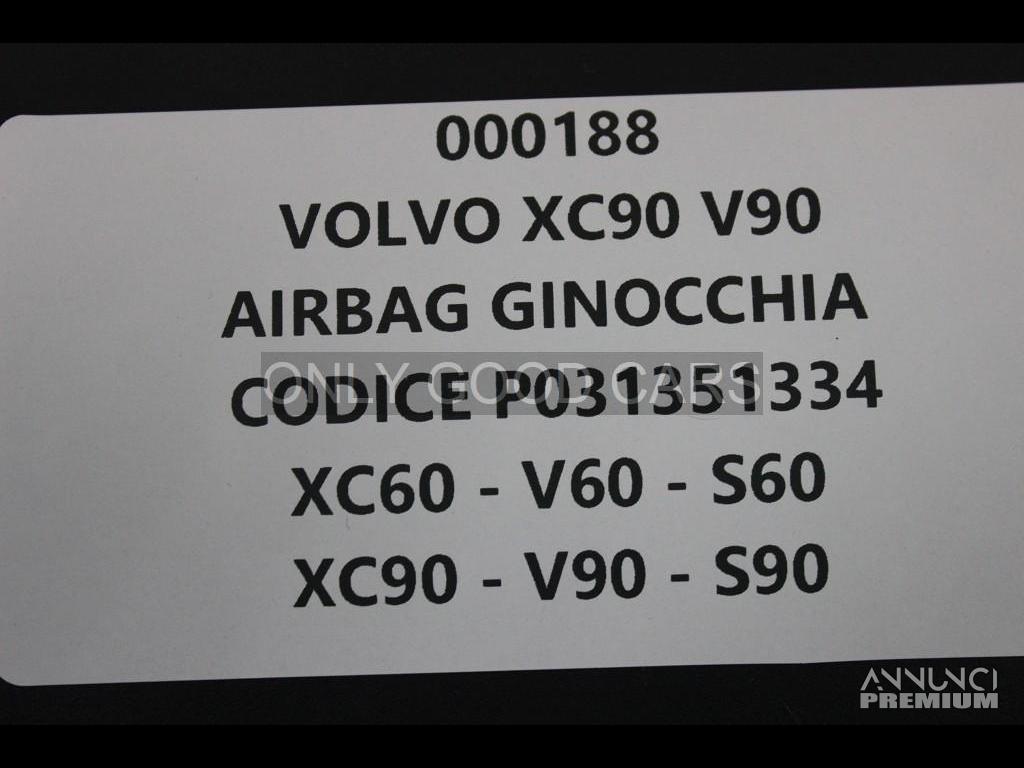 000188
VOLVO XC90 V90
AIRBAG GINOCCHIA
ONLY GOOD CARS
CODICE P031351334
XC60 - V60 - S60
XC90 - V90 - S90
ANNUNCI
PREMIUM